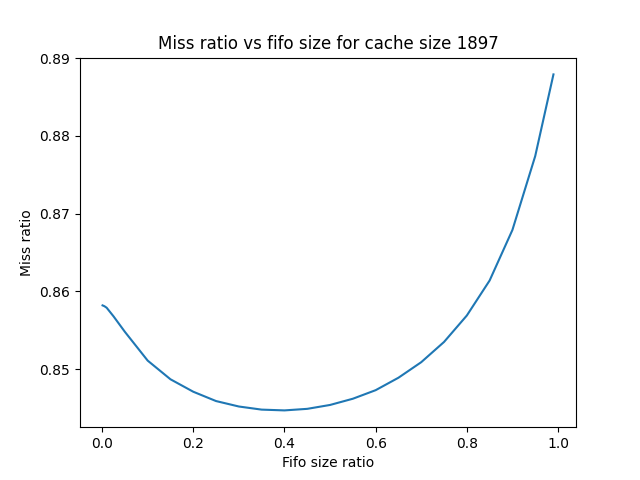 Miss ratio vs fifo size for cache size 1897
0.89
0.88
0.87
0.86
0.85
Miss ratio
0.0 0.2 0.4 0.6 0.8 1.0
Fifo size ratio